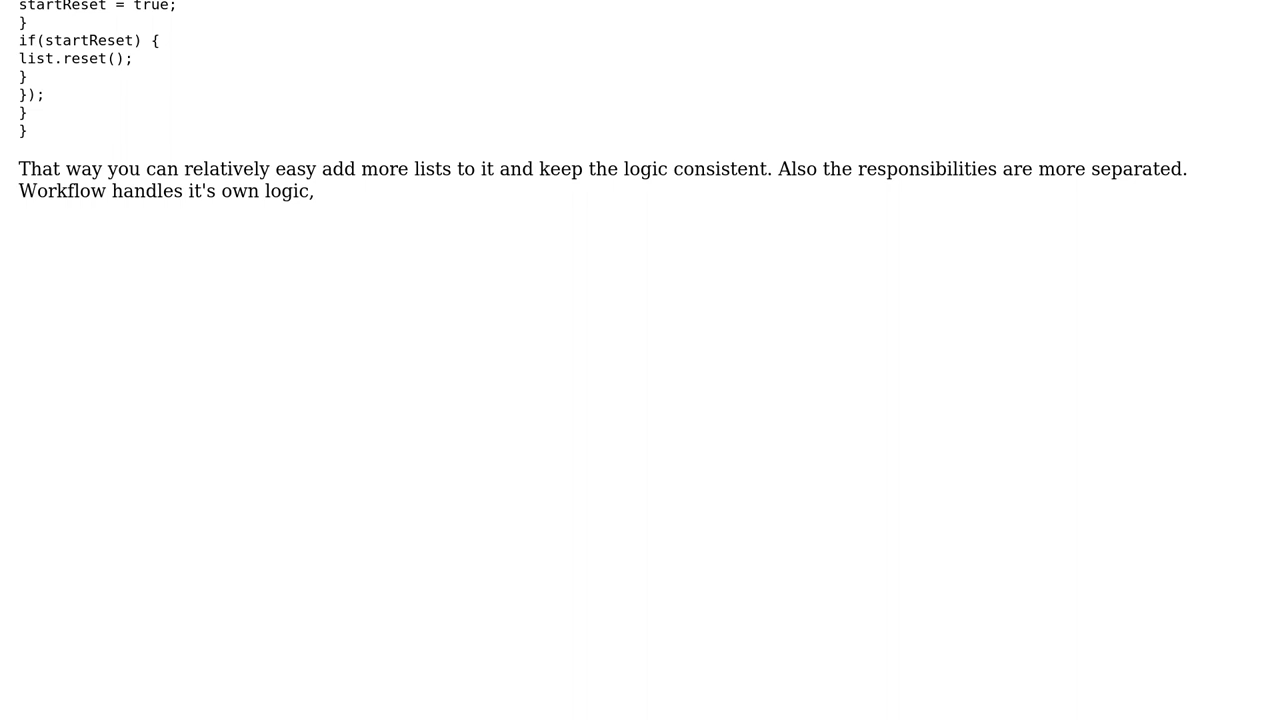 startReset = true;
}
if(startReset) {
list.reset();
}
});
}
}
That way you can relatively easy add more lists to it and keep the logic consistent. Also the responsibilities are more separated.
Workflow handles it's own logic,